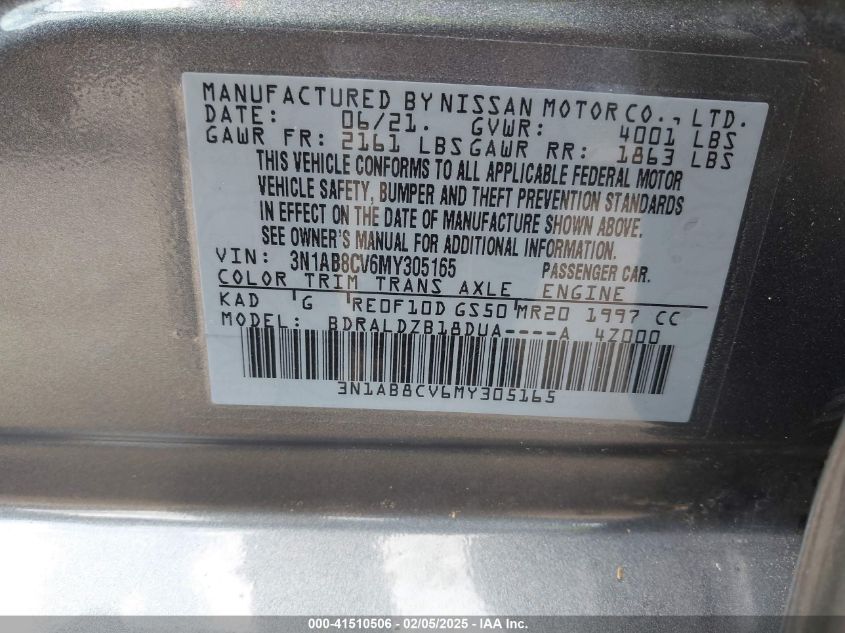 MANUFACTURED BY NISSAN MOTOR CO., LTD.
DATE: 06/21. GVWR: 4001 LBS
GAWR FR: 2161 LBS GAWR RR: 1863 LBS
THIS VEHICLE CONFORMS TO ALL APPLICABLE FEDERAL MOTOR
VEHICLE SAFETY, BUMPER AND THEFT PREVENTION STANDARDS
IN EFFECT ON THE DATE OF MANUFACTURE SHOWN ABOVE.
SEE OWNER'S MANUAL FOR ADDITIONAL INFORMATION.
VIN: 3N1AB8CV6MY305165 PASSENGER CAR.
COLOR TRIM TRANS AXLE ENGINE
KAD G RE0F10D GS50 MR20 1997 CC
MODEL: BDRALDZB18DUA----A 4Z000
3N1AB8CV6MY305165
000-41510506 - 02/05/2025 - IAAI Inc.